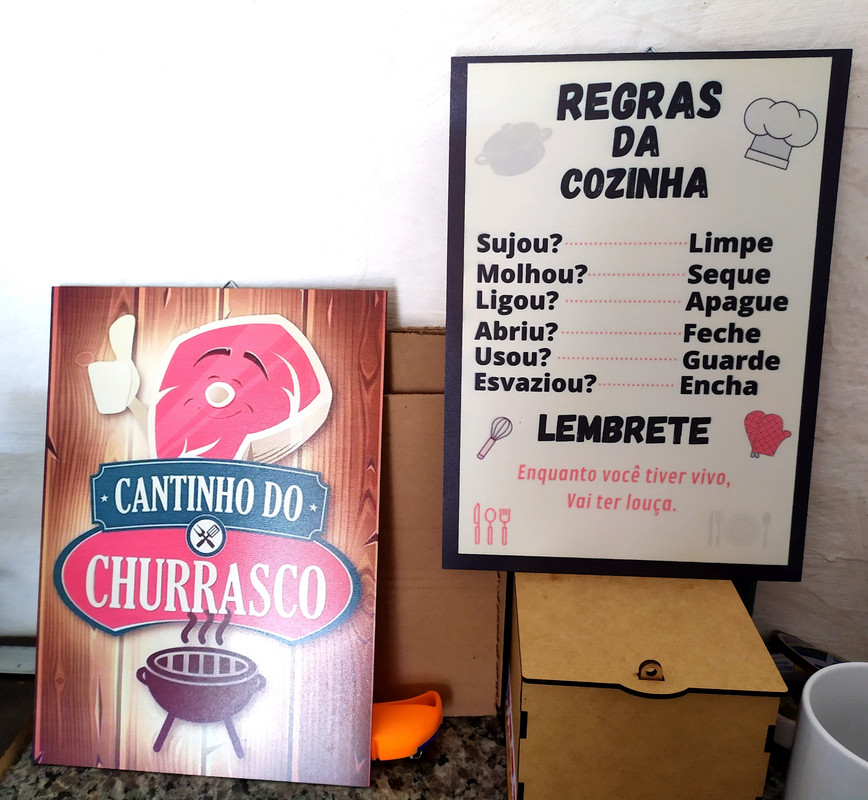 CANTINHO DO
CHURRASCO
REGRAS
DA
COZINHA
Sujou? Limpe
Molhou? Seque
Ligou? Apague
Abriu? Feche
Usou? Guarde
Esvaziou? Encha
LEMBRETE
Enquanto você tiver vivo,
Vai ter louça.